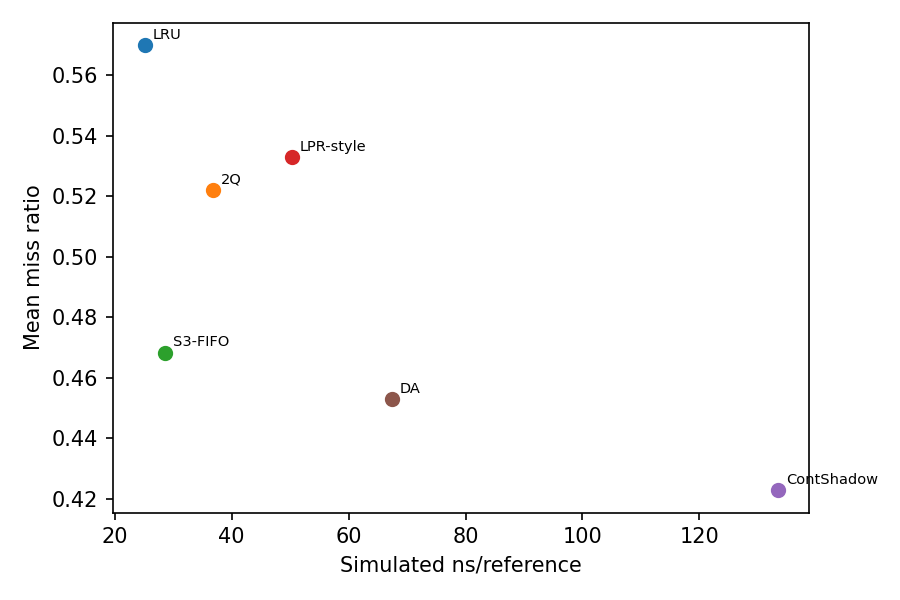 LRU
0.56
0.54
LPR-style
2Q
0.52
0.50
Mean miss ratio
0.48
S3-FIFO
0.46
DA
0.44
ContShadow
0.42
20 40 60 80 100 120
Simulated ns/reference